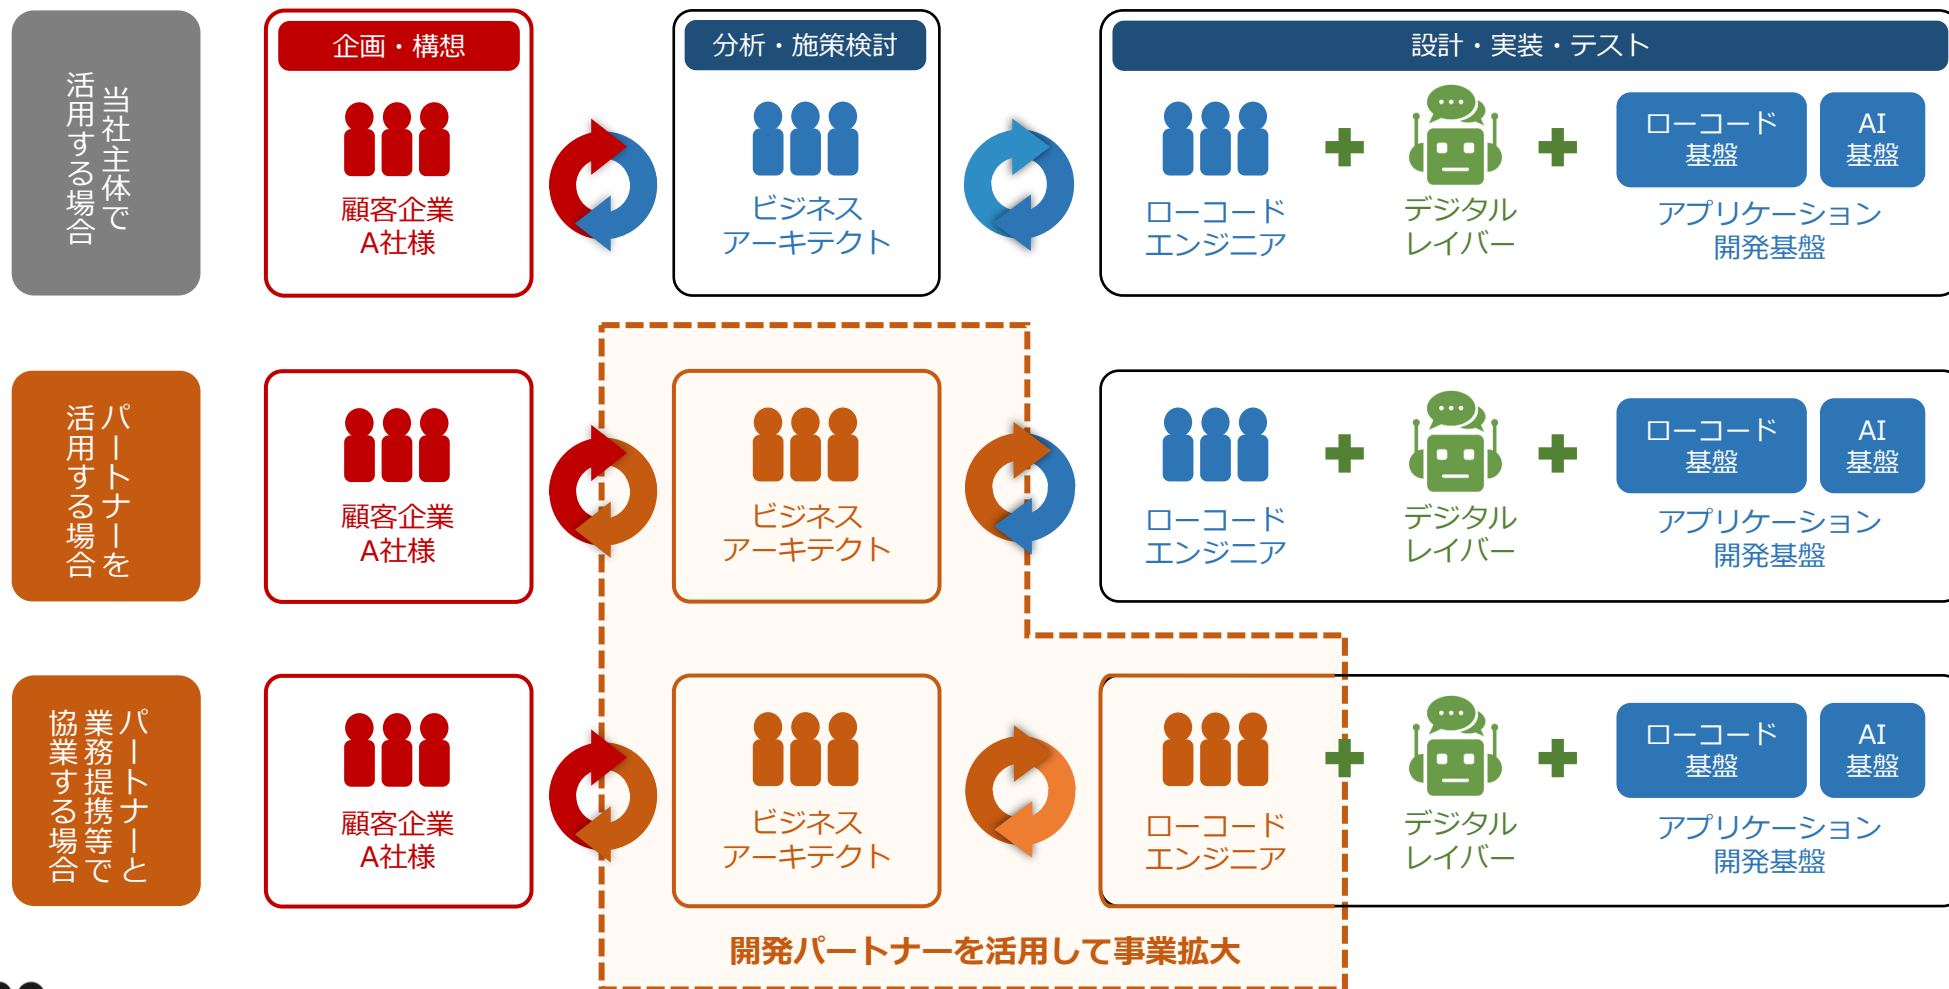 当社主体で
活用する場合
企画・構想
顧客企業
A社様
分析・施策検討
ビジネス
アーキテクト
設計・実装・テスト
ローコード
エンジニア
デジタル
レイバー
ローコード
基盤
AI
基盤
アプリケーション
開発基盤
パートナーを
活用する場合
顧客企業
A社様
ビジネス
アーキテクト
ローコード
エンジニア
デジタル
レイバー
ローコード
基盤
AI
基盤
アプリケーション
開発基盤
パートナーと
業務提携等で
協業する場合
顧客企業
A社様
ビジネス
アーキテクト
ローコード
エンジニア
デジタル
レイバー
ローコード
基盤
AI
基盤
アプリケーション
開発基盤
開発パートナーを活用して事業拡大